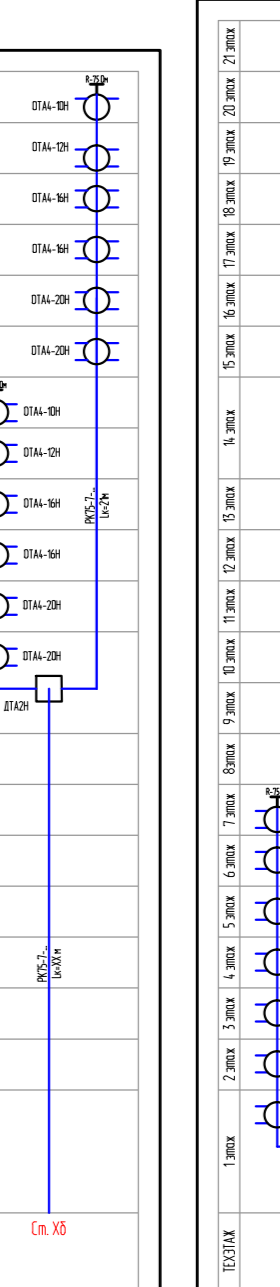 R-75 Ом
ОТА4-10Н
ОТА4-12Н
ОТА4-16Н
ОТА4-16Н
ОТА4-20Н
ОТА4-20Н
ОТА4-10Н
ОТА4-12Н
ОТА4-16Н
ОТА4-16Н
ОТА4-20Н
ОТА4-20Н
РК75-7-...
Lк=21м
ДТА2Н
РК75-7-...
Lк=XX м
Ст. Хб
21 этаж
20 этаж
19 этаж
18 этаж
17 этаж
16 этаж
15 этаж
14 этаж
13 этаж
12 этаж
11 этаж
10 этаж
9 этаж
8этаж
7 этаж
6 этаж
5 этаж
4 этаж
3 этаж
2 этаж
1 этаж
ТЕХЭТАЖ
R-75